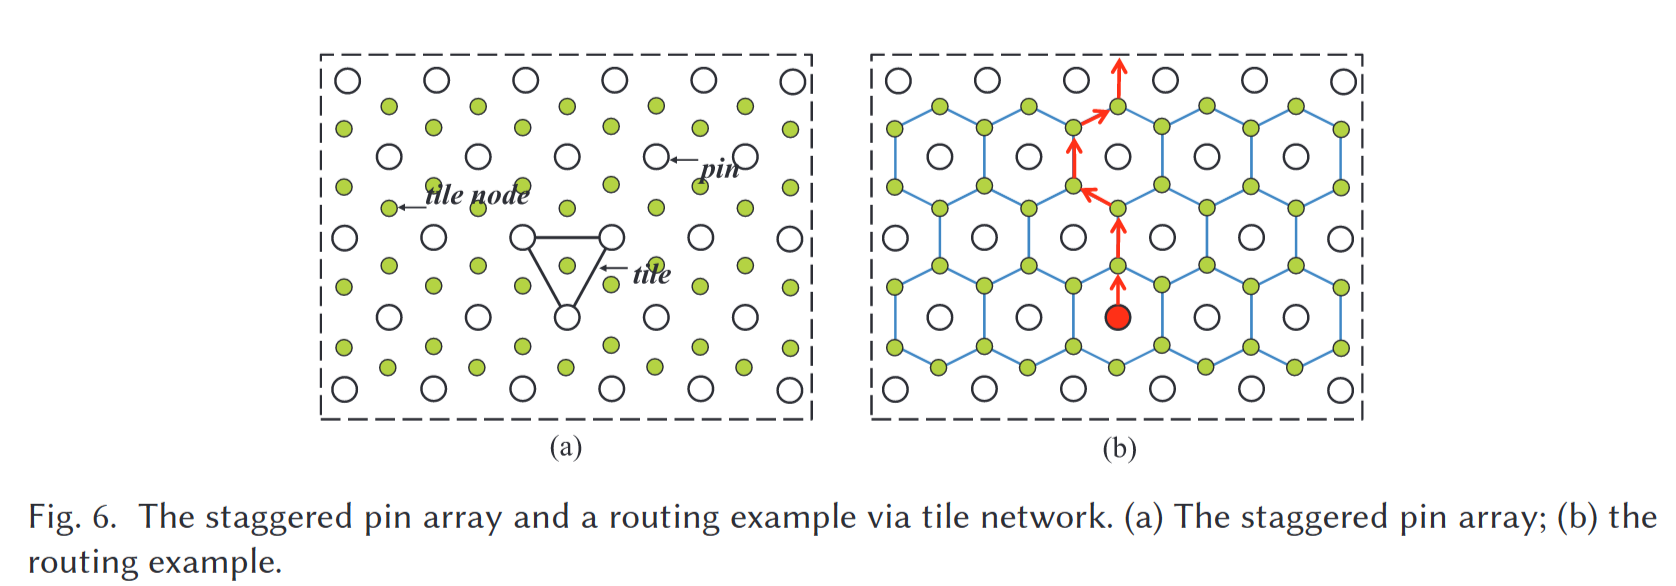 pin
tile node
tile
(a)
(b)
Fig. 6. The staggered pin array and a routing example via tile network. (a) The staggered pin array; (b) the
routing example.